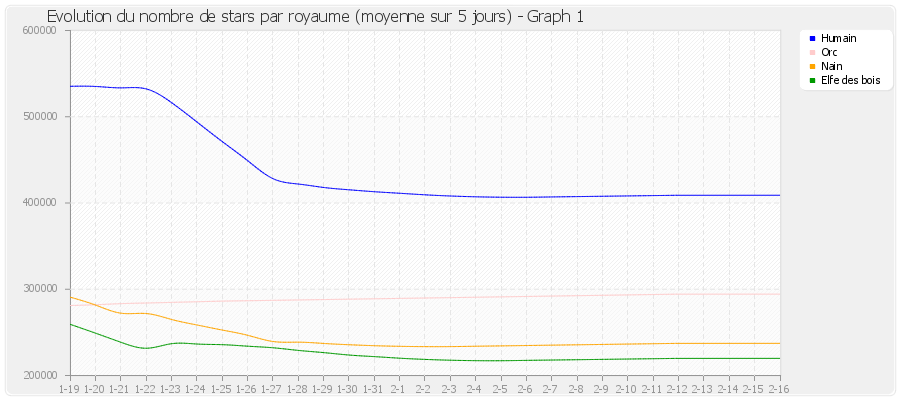 Evolution du nombre de stars par royaume (moyenne sur 5 jours) - Graph 1
Humain
Orc
Nain
Elfe des bois
600000
500000
400000
300000
200000
1-19 1-20 1-21 1-22 1-23 1-24 1-25 1-26 1-27 1-28 1-29 1-30 1-31 2-1 2-2 2-3 2-4 2-5 2-6 2-7 2-8 2-9 2-10 2-11 2-12 2-13 2-14 2-15 2-16